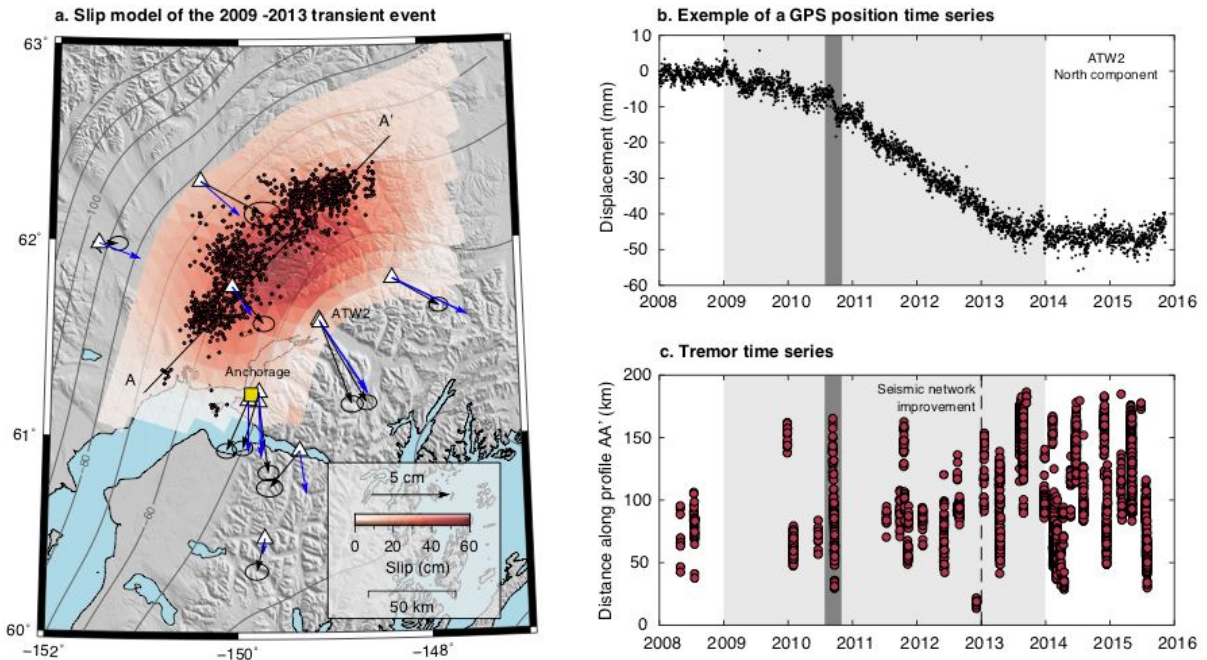 a. Slip model of the 2009 -2013 transient event
63°
62°
61°
60°
−152°
−150°
−148°
100
80
60
A'
A
ATW2
Anchorage
5 cm
0 20 40 60
Slip (cm)
50 km
b. Exemple of a GPS position time series
Displacement (mm)
0
-10
-20
-30
-40
-50
-60
ATW2
North component
2008 2009 2010 2011 2012 2013 2014 2015 2016
c. Tremor time series
Distance along profile AA' (km)
200
150
100
50
0
Seismic network
improvement
2008 2009 2010 2011 2012 2013 2014 2015 2016